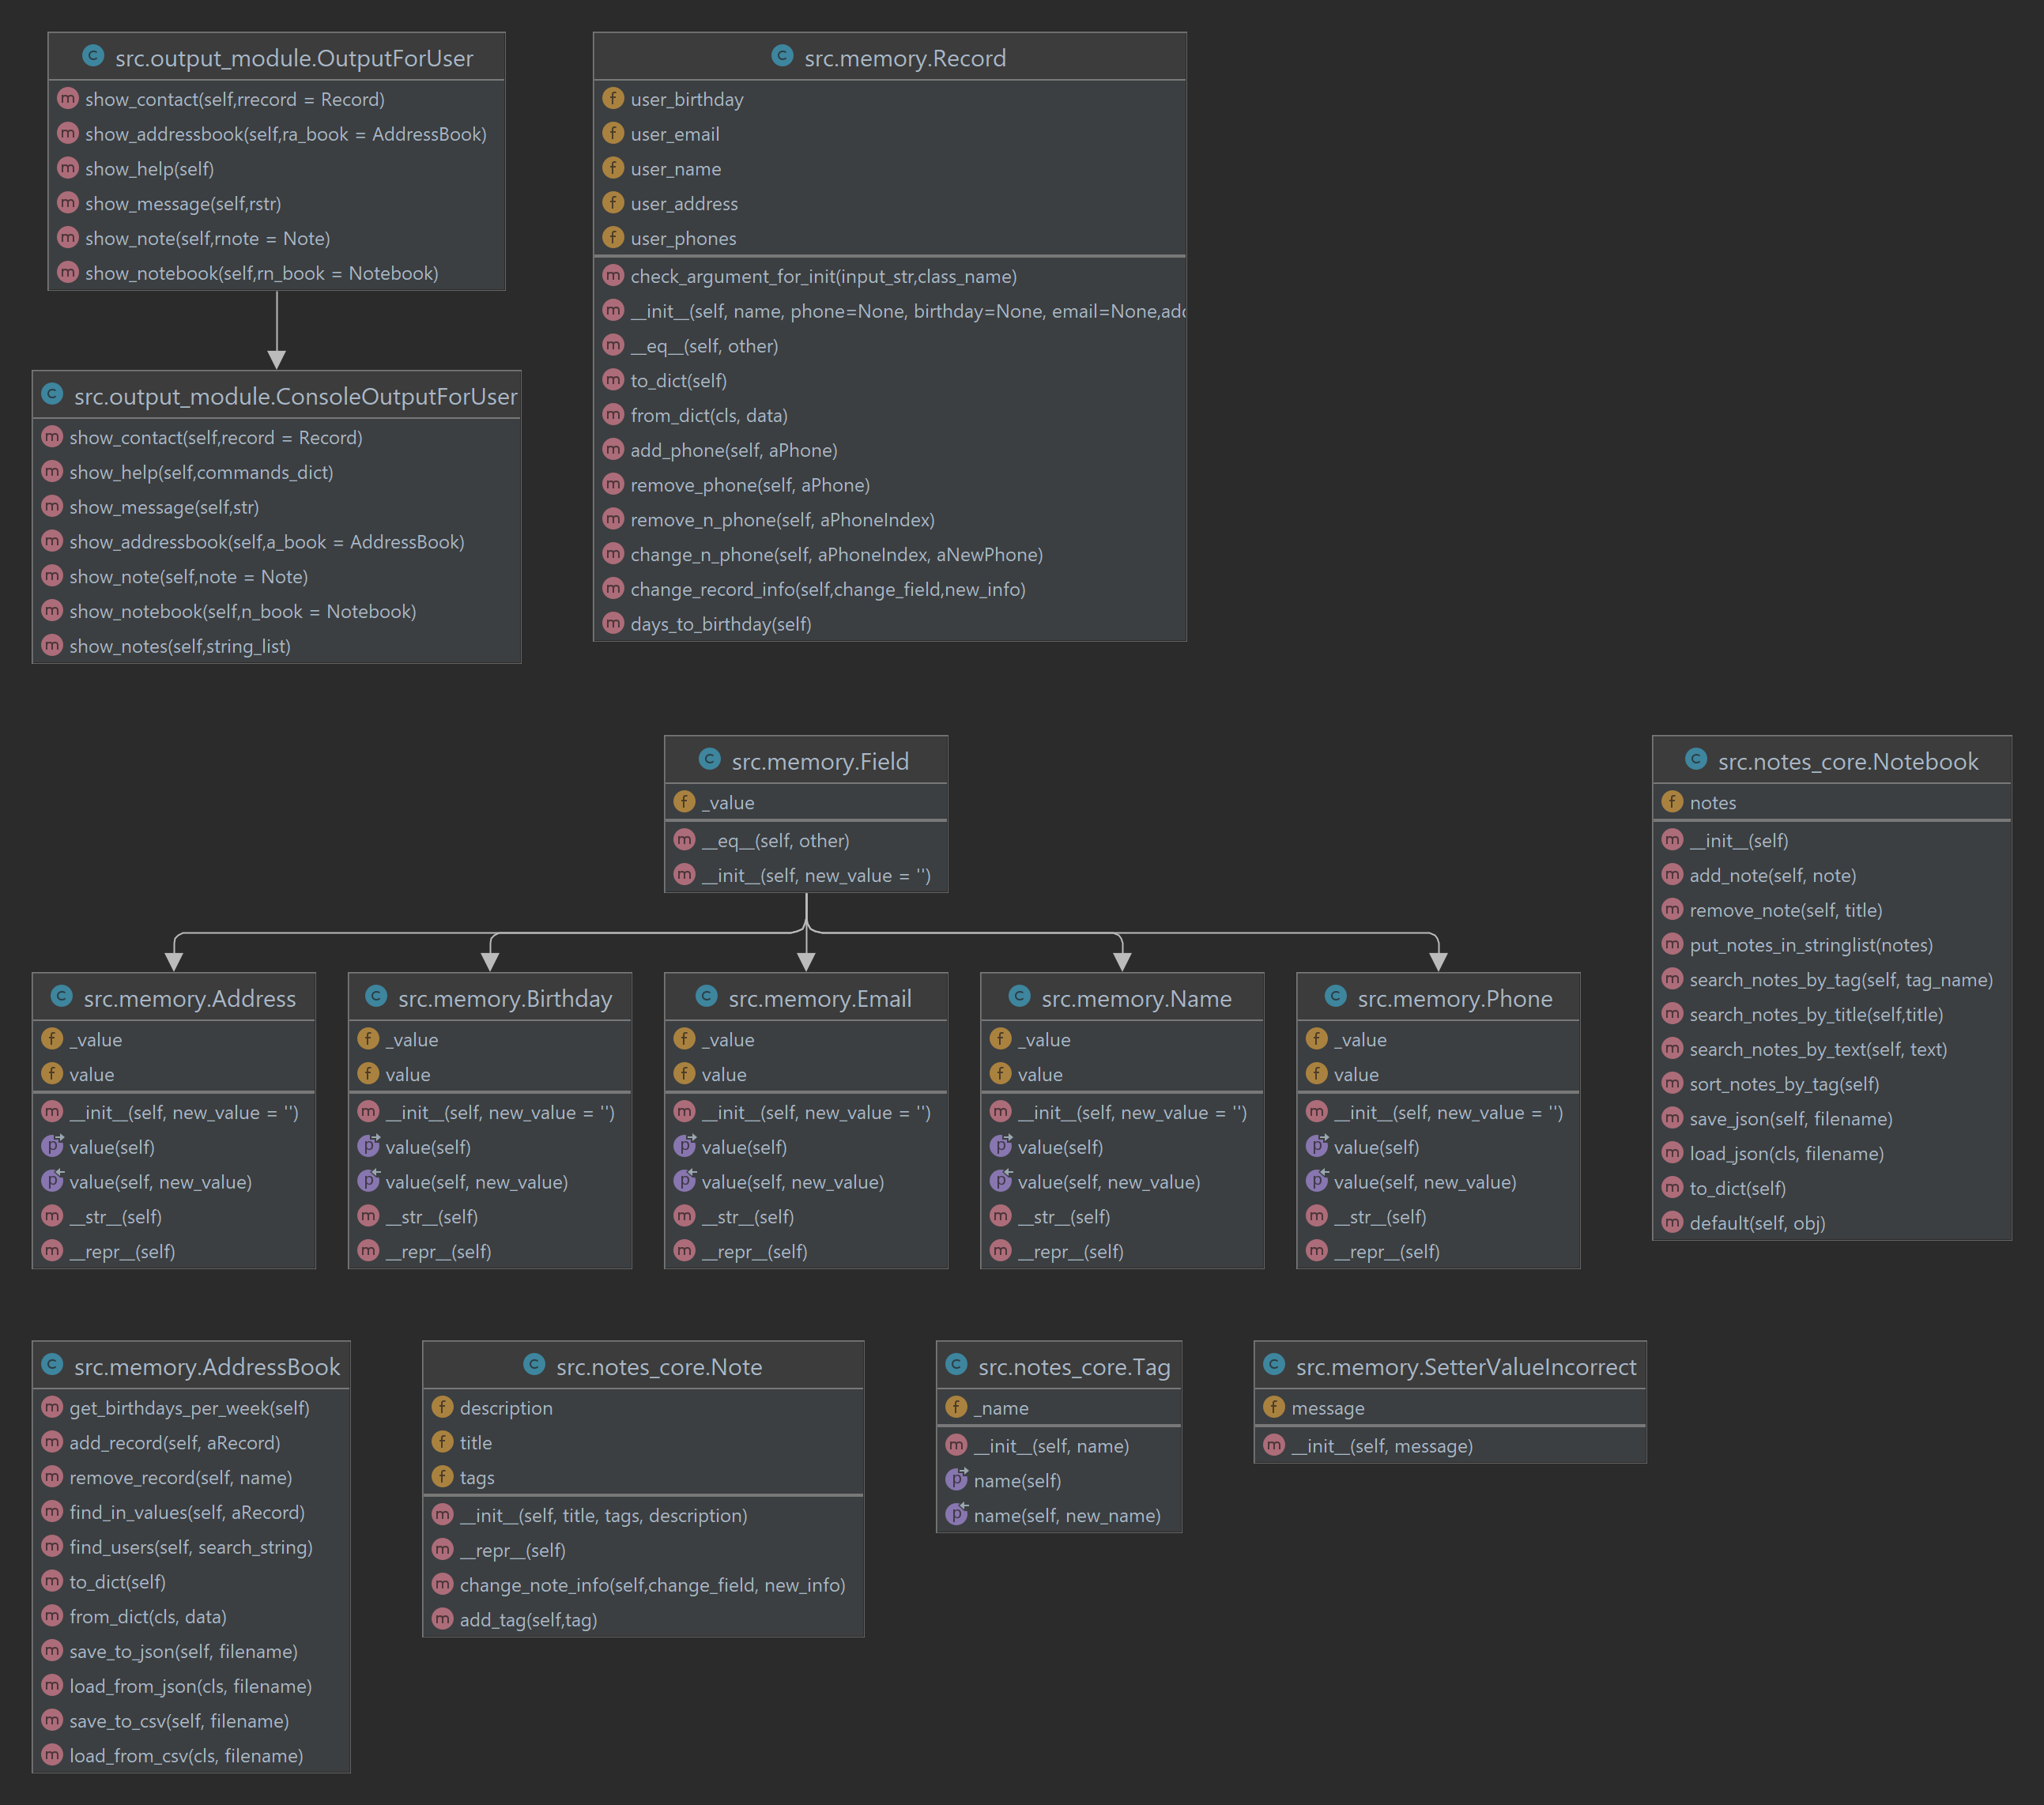 src.output_module.OutputForUser
show_contact(self,rrecord = Record)
show_addressbook(self,ra_book = AddressBook)
show_help(self)
show_message(self,rstr)
show_note(self,rnote = Note)
show_notebook(self,rn_book = Notebook)
src.output_module.ConsoleOutputForUser
show_contact(self,record = Record)
show_help(self,commands_dict)
show_message(self,str)
show_addressbook(self,a_book = AddressBook)
show_note(self,note = Note)
show_notebook(self,n_book = Notebook)
show_notes(self,string_list)
src.memory.Record
user_birthday
user_email
user_name
user_address
user_phones
check_argument_for_init(input_str,class_name)
__init__(self, name, phone=None, birthday=None, email=None,add
__eq__(self, other)
to_dict(self)
from_dict(cls, data)
add_phone(self, aPhone)
remove_phone(self, aPhone)
remove_n_phone(self, aPhoneIndex)
change_n_phone(self, aPhoneIndex, aNewPhone)
change_record_info(self,change_field,new_info)
days_to_birthday(self)
src.memory.Field
_value
__eq__(self, other)
__init__(self, new_value = '')
src.memory.Address
_value
value
__init__(self, new_value = '')
value(self)
value(self, new_value)
__str__(self)
__repr__(self)
src.memory.Birthday
_value
value
__init__(self, new_value = '')
value(self)
value(self, new_value)
__str__(self)
__repr__(self)
src.memory.Email
_value
value
__init__(self, new_value = '')
value(self)
value(self, new_value)
__str__(self)
__repr__(self)
src.memory.Name
_value
value
__init__(self, new_value = '')
value(self)
value(self, new_value)
__str__(self)
__repr__(self)
src.memory.Phone
_value
value
__init__(self, new_value = '')
value(self)
value(self, new_value)
__str__(self)
__repr__(self)
src.notes_core.Notebook
notes
__init__(self)
add_note(self, note)
remove_note(self, title)
put_notes_in_stringlist(notes)
search_notes_by_tag(self, tag_name)
search_notes_by_title(self,title)
search_notes_by_text(self, text)
sort_notes_by_tag(self)
save_json(self, filename)
load_json(cls, filename)
to_dict(self)
default(self, obj)
src.memory.AddressBook
get_birthdays_per_week(self)
add_record(self, aRecord)
remove_record(self, name)
find_in_values(self, aRecord)
find_users(self, search_string)
to_dict(self)
from_dict(cls, data)
save_to_json(self, filename)
load_from_json(cls, filename)
save_to_csv(self, filename)
load_from_csv(cls, filename)
src.notes_core.Note
description
title
tags
__init__(self, title, tags, description)
__repr__(self)
change_note_info(self,change_field, new_info)
add_tag(self,tag)
src.notes_core.Tag
_name
__init__(self, name)
name(self)
name(self, new_name)
src.memory.SetterValueIncorrect
message
__init__(self, message)